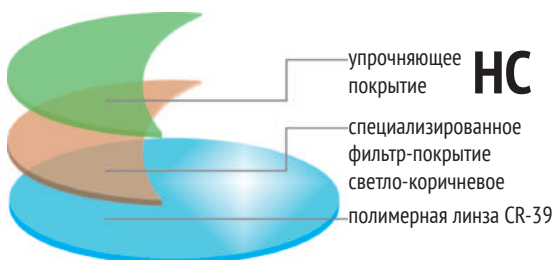 упрочняющее
покрытие HC
специализированное
фильтр-покрытие
светло-коричневое
полимерная линза CR-39